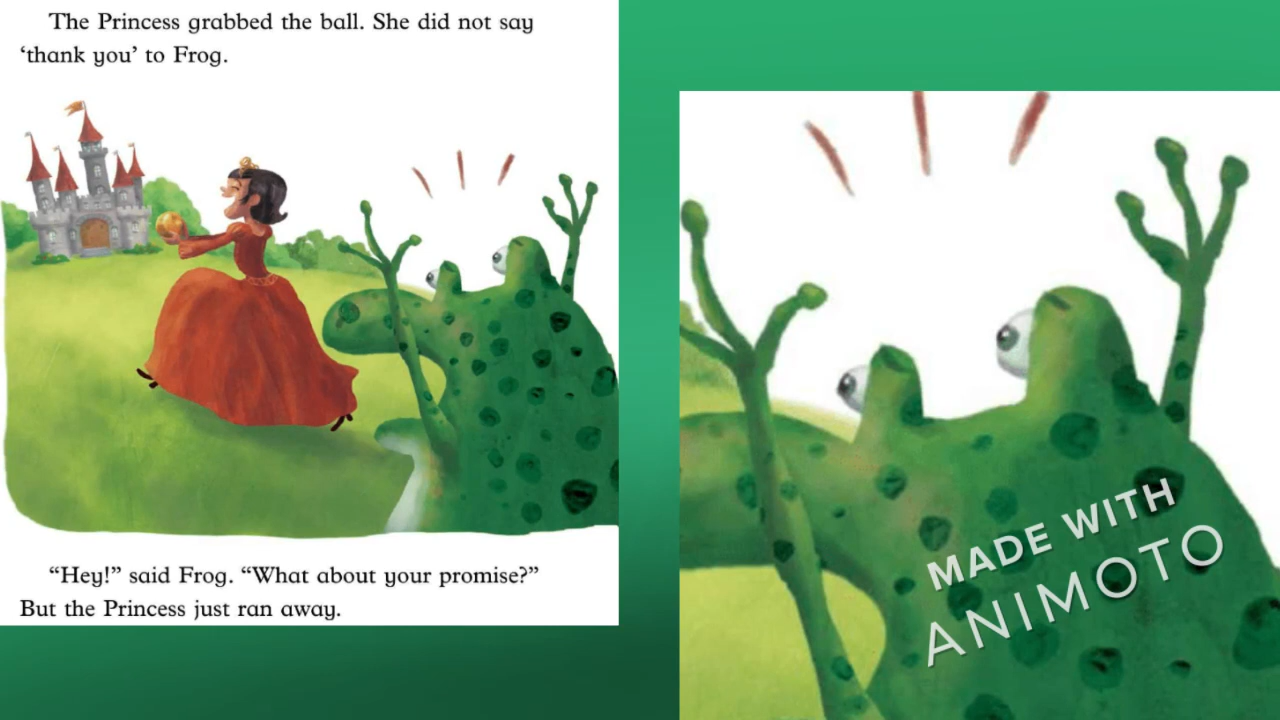 The Princess grabbed the ball. She did not say
‘thank you’ to Frog.
“Hey!” said Frog. “What about your promise?”
But the Princess just ran away.
MADE WITH
ANIMOTO